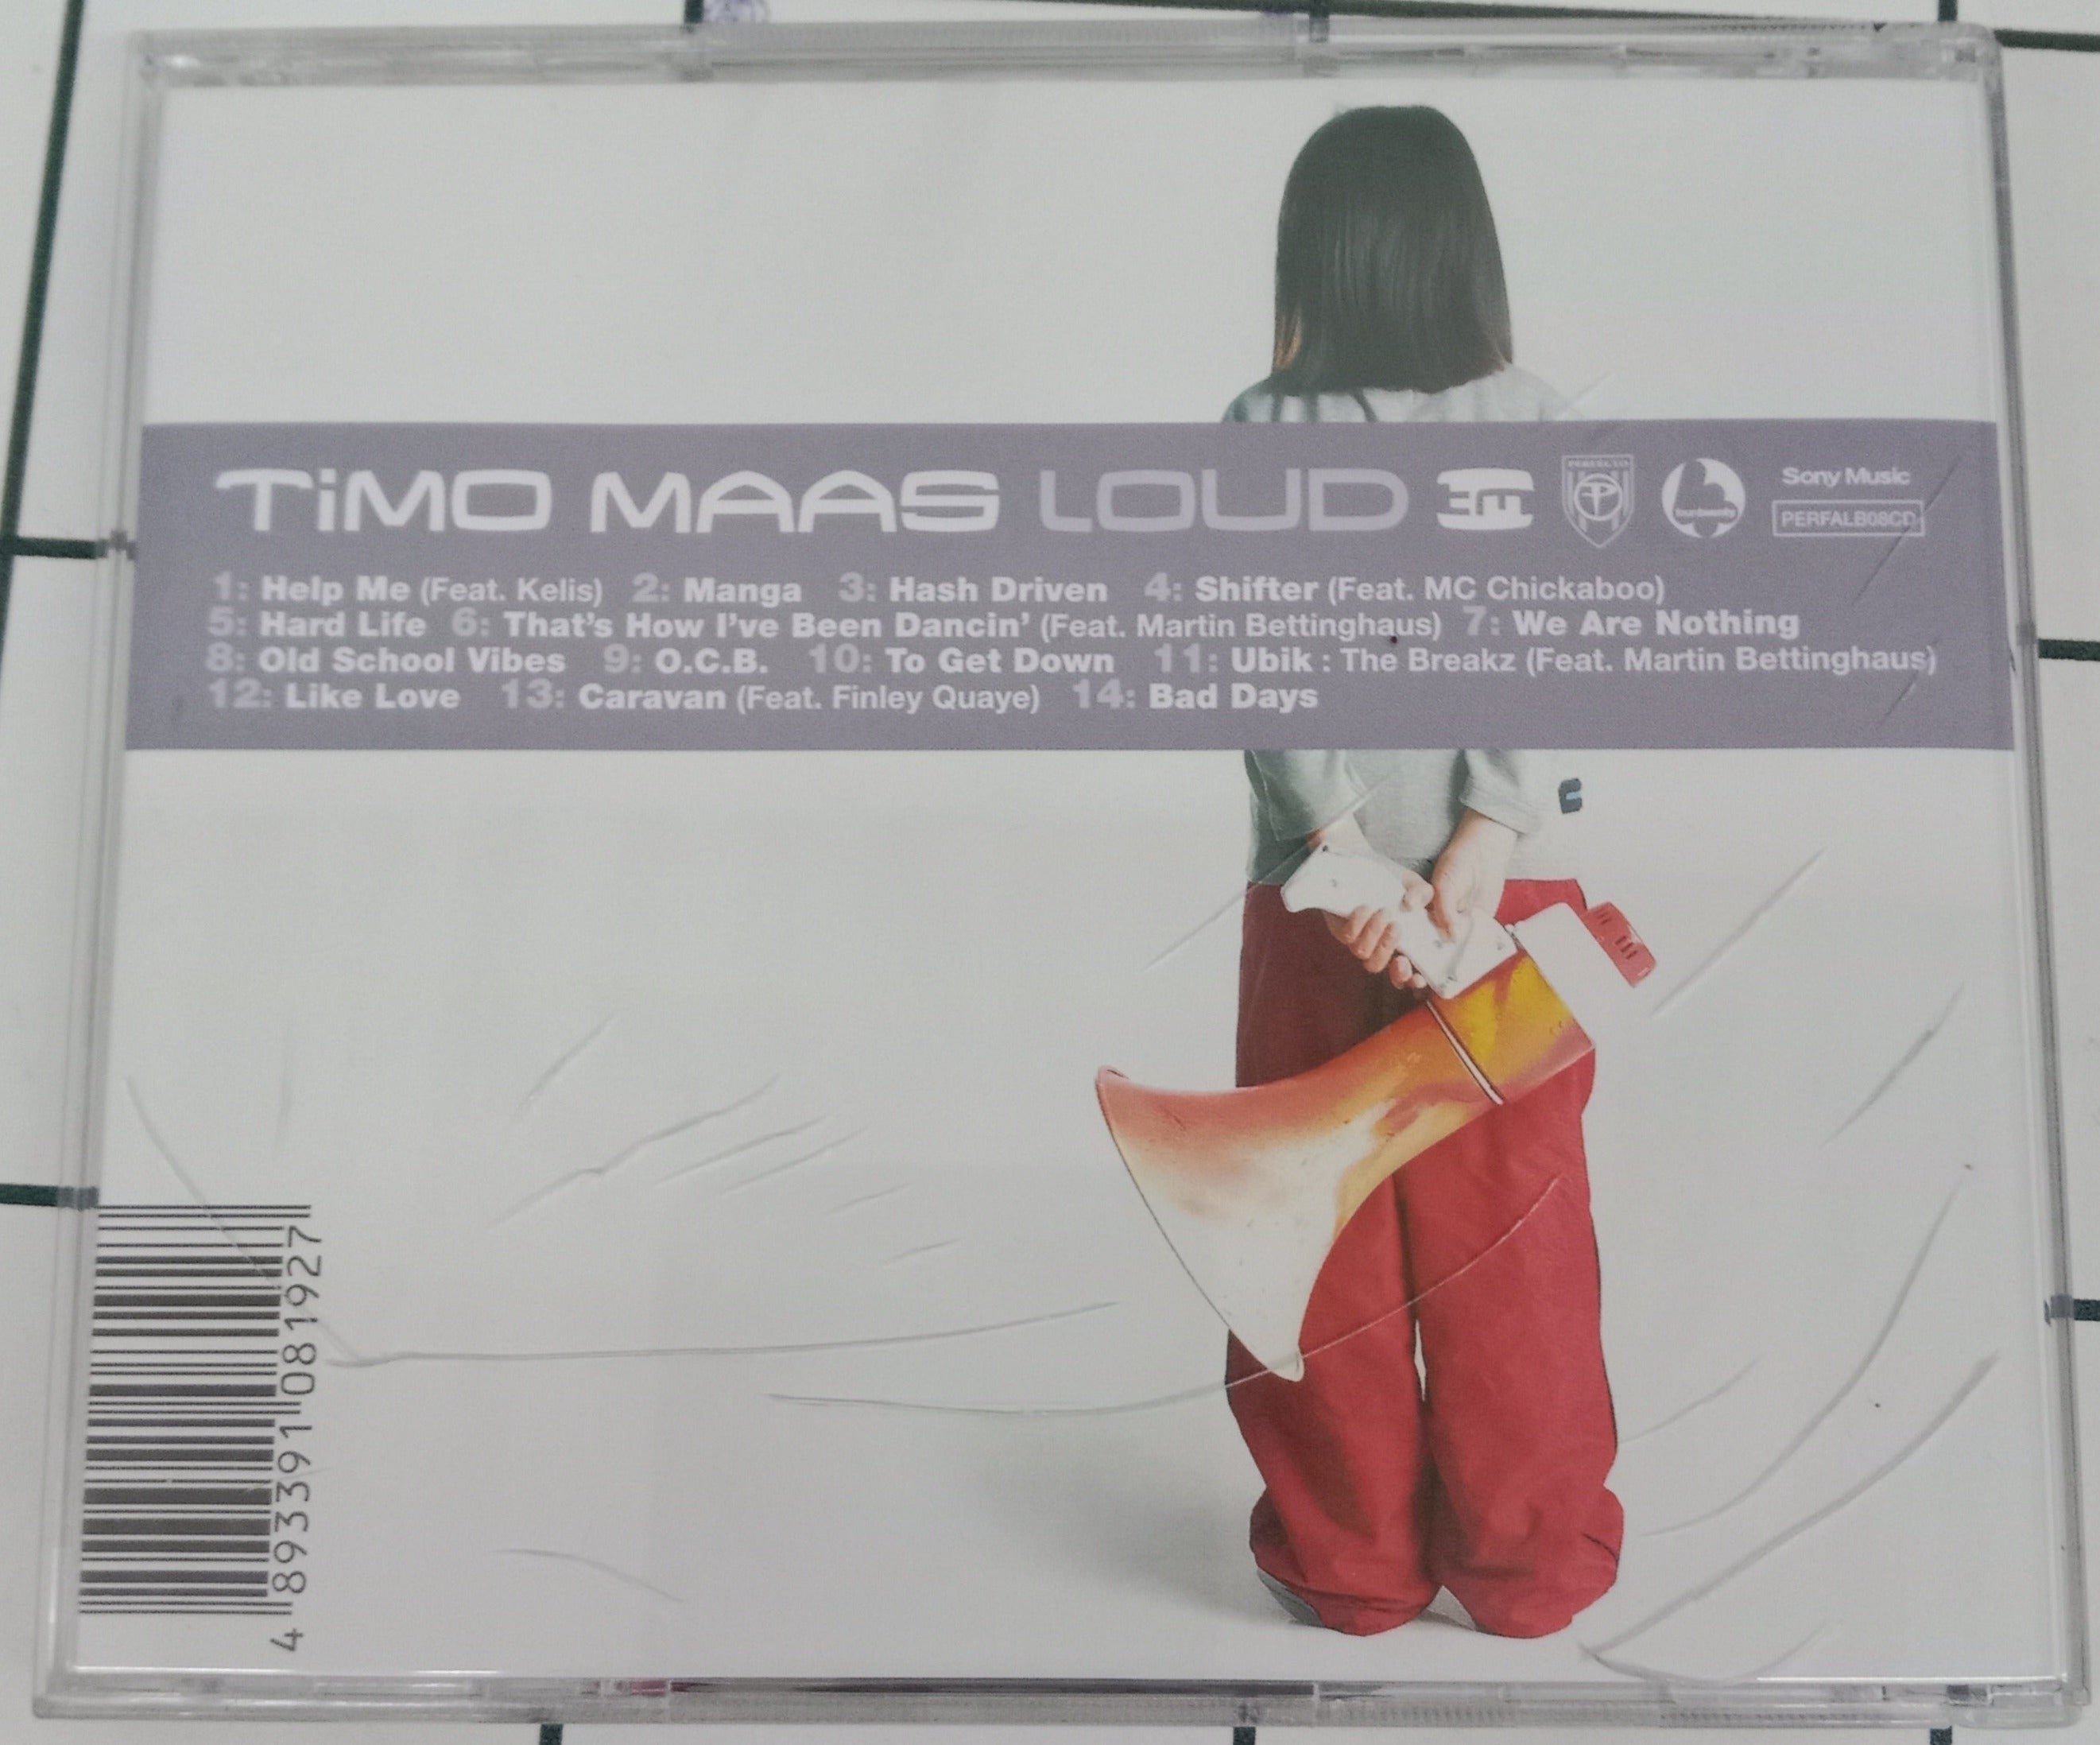 TiMO MAAS LOUD
Sony Music
PERFALB08CD
1: Help Me (Feat. Kelis) 2: Manga 3: Hash Driven 4: Shifter (Feat. MC Chickaboo)
5: Hard Life 6: That's How I've Been Dancin' (Feat. Martin Bettinghaus) 7: We Are Nothing
8: Old School Vibes 9: O.C.B. 10: To Get Down 11: Ubik : The Breakz (Feat. Martin Bettinghaus)
12: Like Love 13: Caravan (Feat. Finley Quaye) 14: Bad Days
4 893391 081927